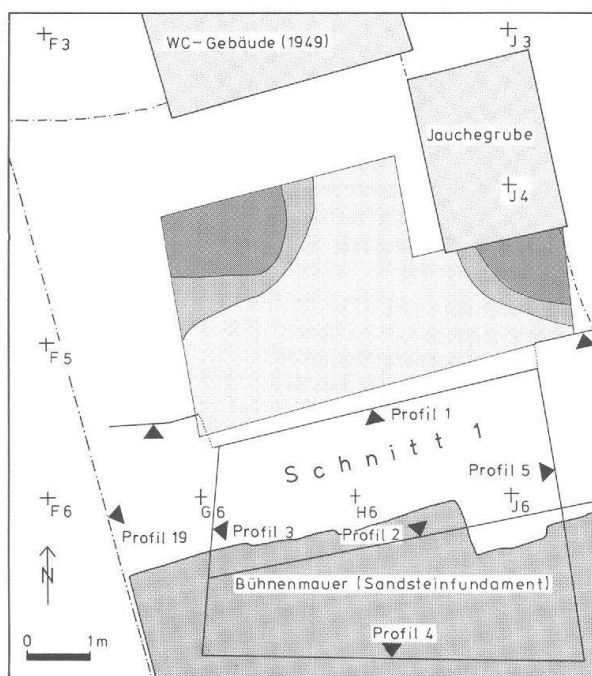 F3
WC-Gebäude (1949)
J3
Jauchegrube
J4
F5
Profil 1
Schnitt 1
Profil 5
F6
G6
H6
J6
Profil 19
Profil 3
Profil 2
N
Bühnenmauer (Sandsteinfundament)
0
1m
Profil 4